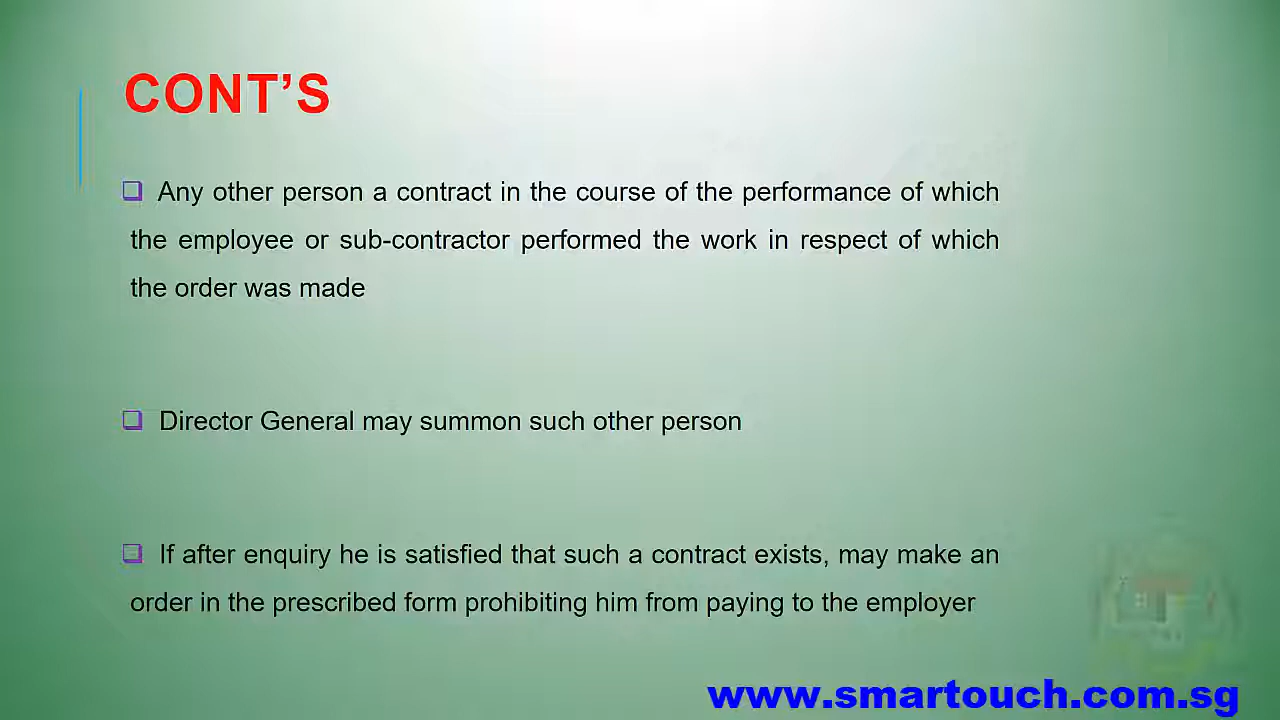 CONT’S
Any other person a contract in the course of the performance of which
the employee or sub-contractor performed the work in respect of which
the order was made
Director General may summon such other person
If after enquiry he is satisfied that such a contract exists, may make an
order in the prescribed form prohibiting him from paying to the employer
www.smartouch.com.sg